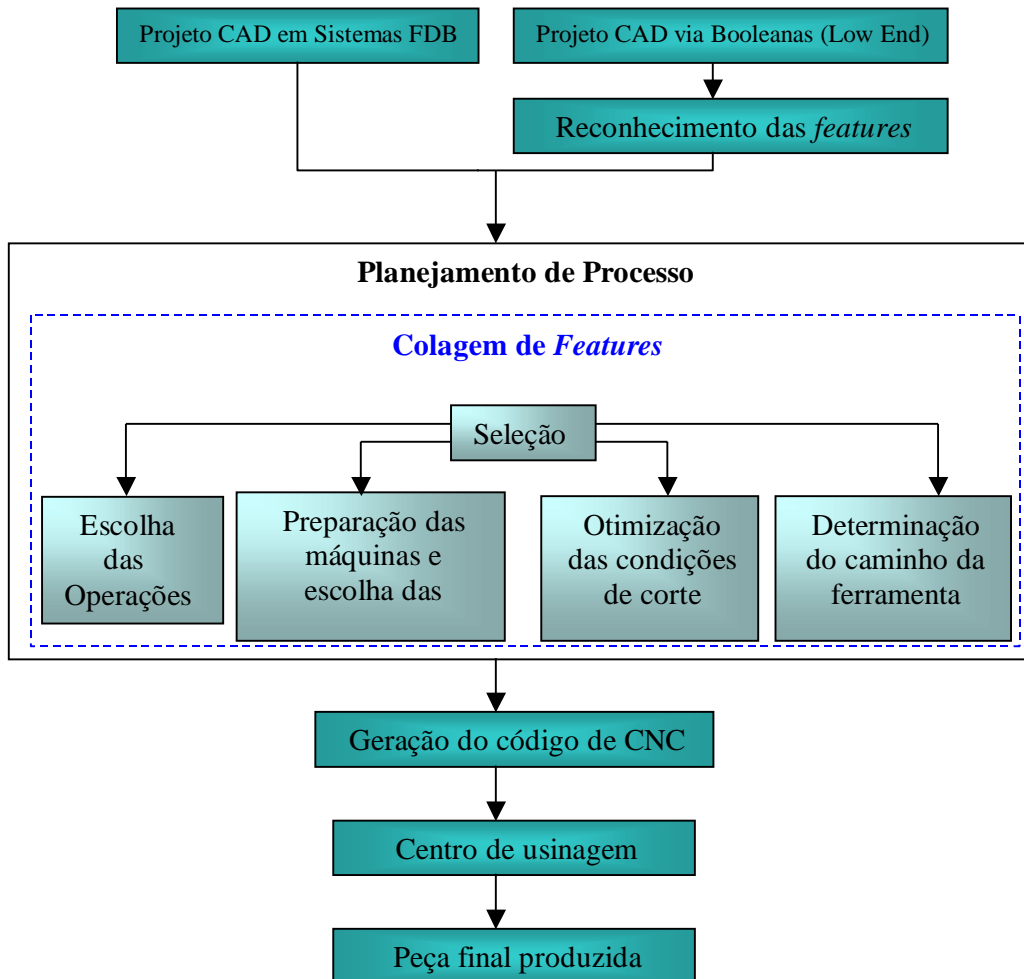 Projeto CAD em Sistemas FDB
Projeto CAD via Booleanas (Low End)
Reconhecimento das features
Planejamento de Processo
Colagem de Features
Seleção
Escolha
das
Operações
Preparação das
máquinas e
escolha das
Otimização
das condições
de corte
Determinação
do caminho da
ferramenta
Geração do código de CNC
Centro de usinagem
Peça final produzida